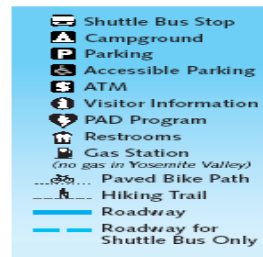 Shuttle Bus Stop
Campground
P Parking
Accessible Parking
$ ATM
i Visitor Information
PAD Program
Restrooms
Gas Station
(no gas in Yosemite Valley)
Paved Bike Path
Hiking Trail
Roadway
Roadway for
Shuttle Bus Only